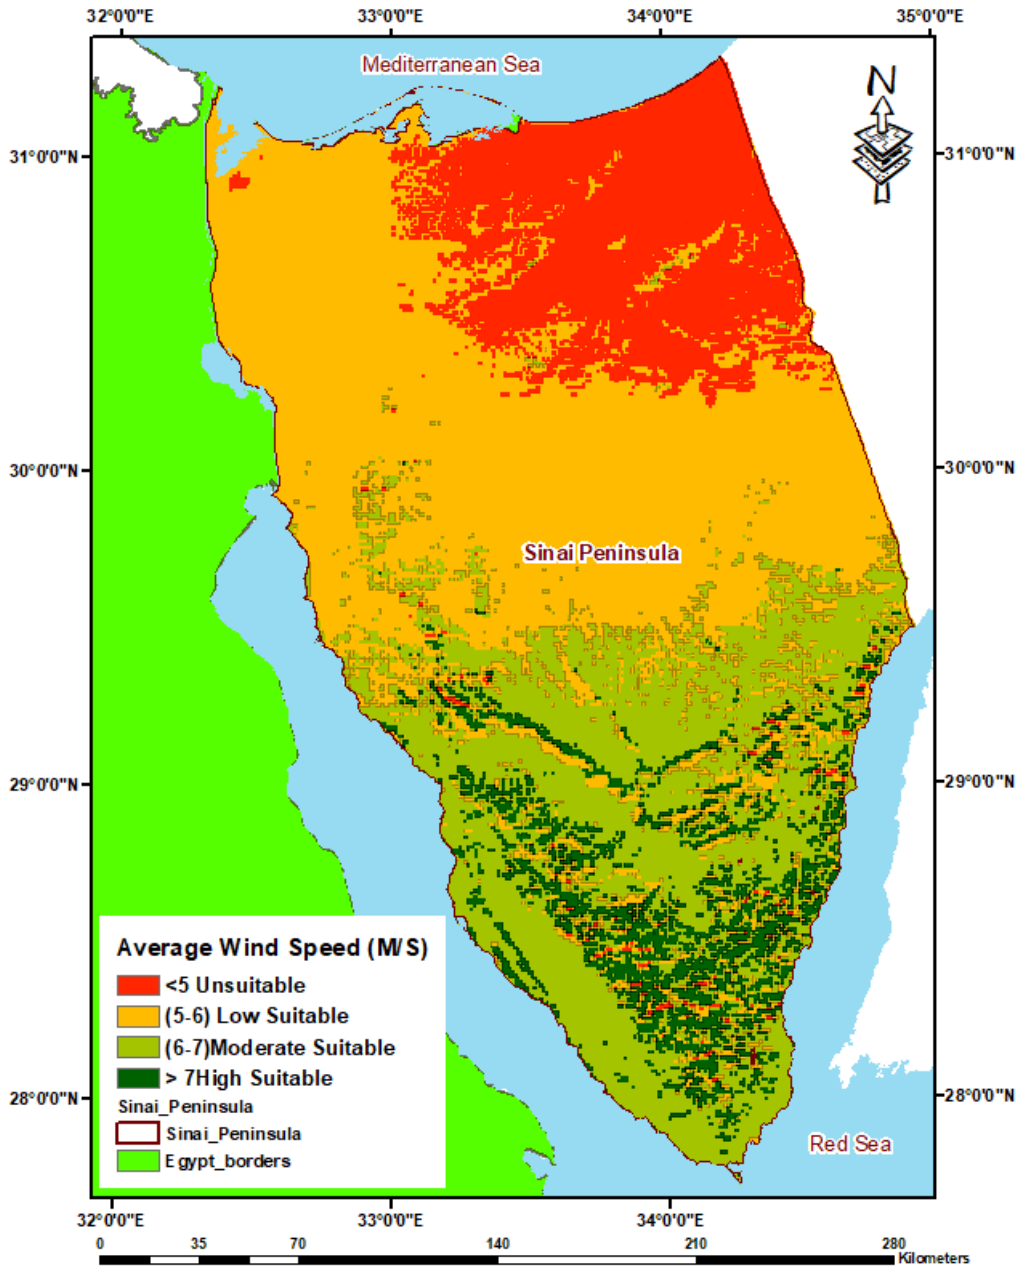 32°0'0"E 33°0'0"E 34°0'0"E 35°0'0"E
Mediterranean Sea
N
31°0'0"N 31°0'0"N
30°0'0"N 30°0'0"N
Sinai Peninsula
29°0'0"N 29°0'0"N
Average Wind Speed (M/S)
<5 Unsuitable
(5-6) Low Suitable
(6-7)Moderate Suitable
> 7High Suitable
Sinai_Peninsula
Sinai_Peninsula
Egypt_borders
28°0'0"N 28°0'0"N
Red Sea
32°0'0"E 33°0'0"E 34°0'0"E
0 35 70 140 210 280
Kilometers